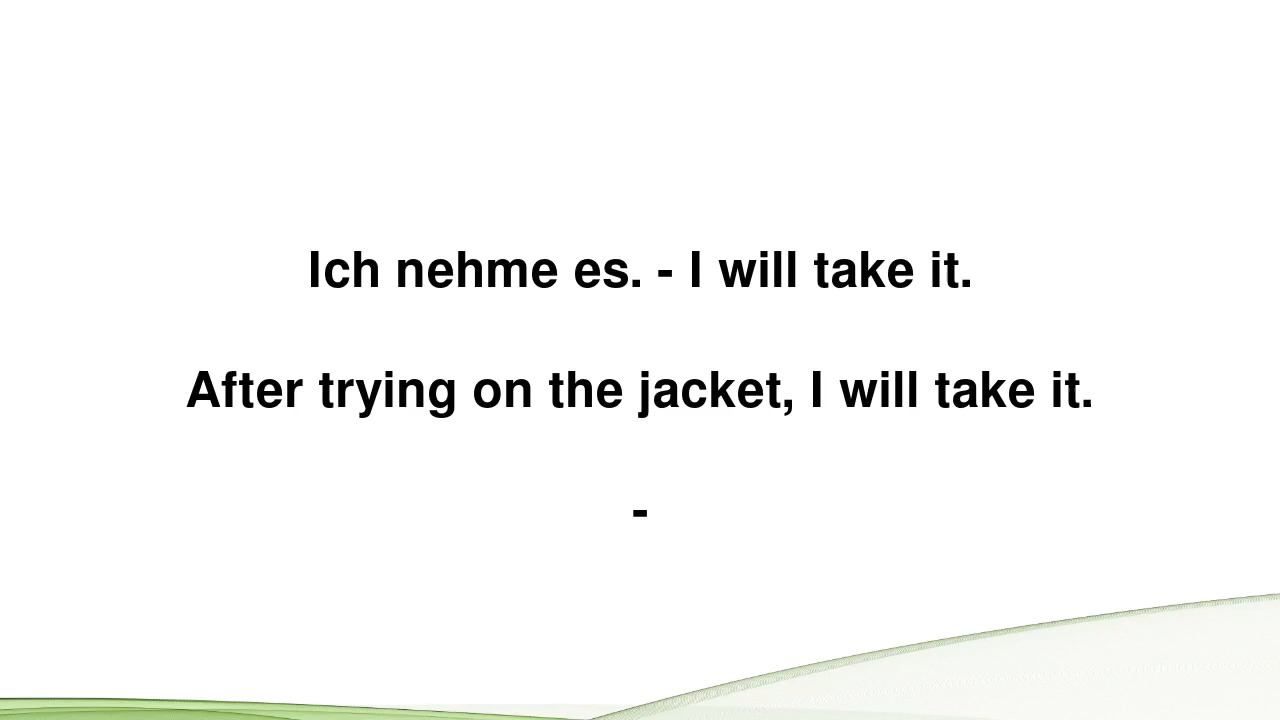 Ich nehme es. - I will take it.
After trying on the jacket, I will take it.
-